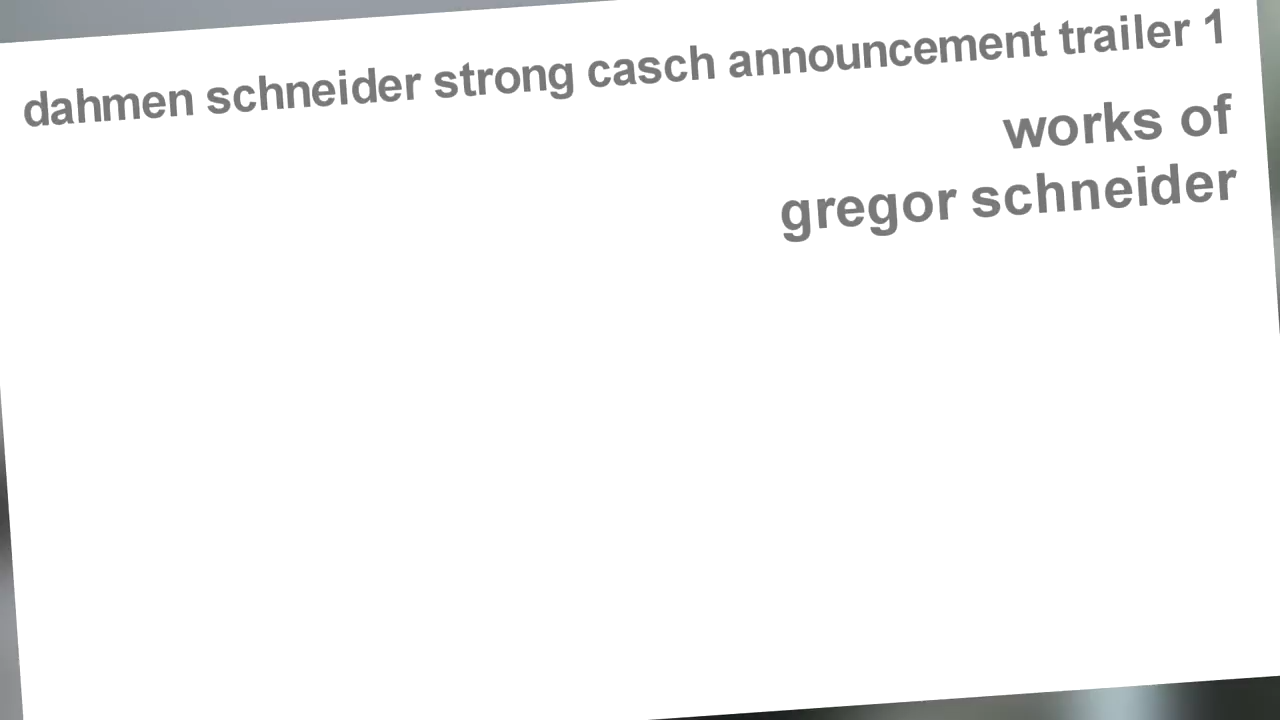 dahmen schneider strong casch announcement trailer 1
works of
gregor schneider